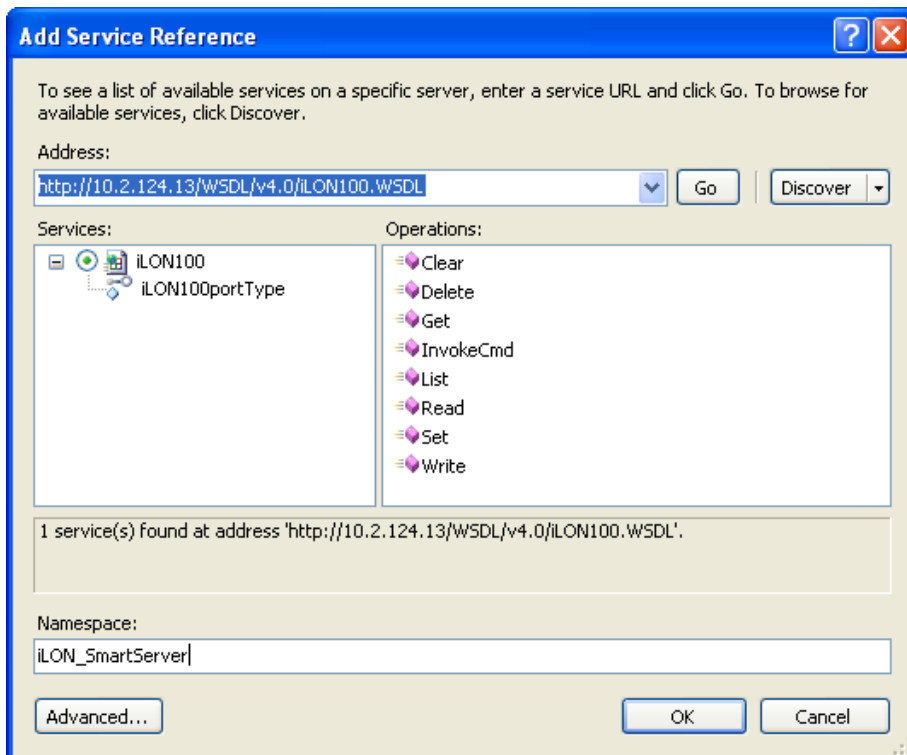 Add Service Reference
To see a list of available services on a specific server, enter a service URL and click Go. To browse for
available services, click Discover.
Address:
http://10.2.124.13/WSDL/v4.0/iLON100.WSDL
Go
Discover
Services:
Operations:
iLON100
iLON100portType
Clear
Delete
Get
InvokeCmd
List
Read
Set
Write
1 service(s) found at address 'http://10.2.124.13/WSDL/v4.0/iLON100.WSDL'.
Namespace:
iLON_SmartServer
Advanced...
OK
Cancel